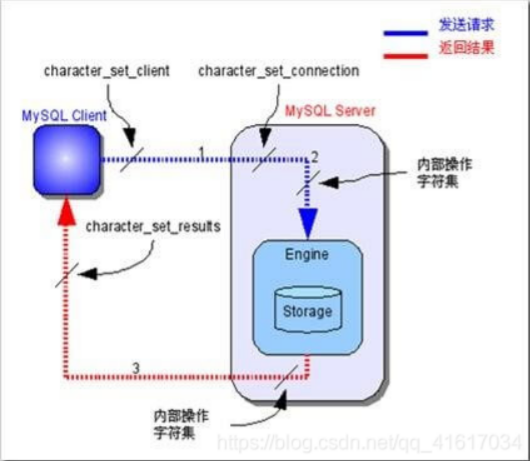 发送请求
返回结果
character_set_client
character_set_connection
MySQL Client
MySQL Server
1
2
内部操作
字符集
character_set_results
Engine
Storage
3
内部操作
字符集
https://blog.csdn.net/qq_41617034